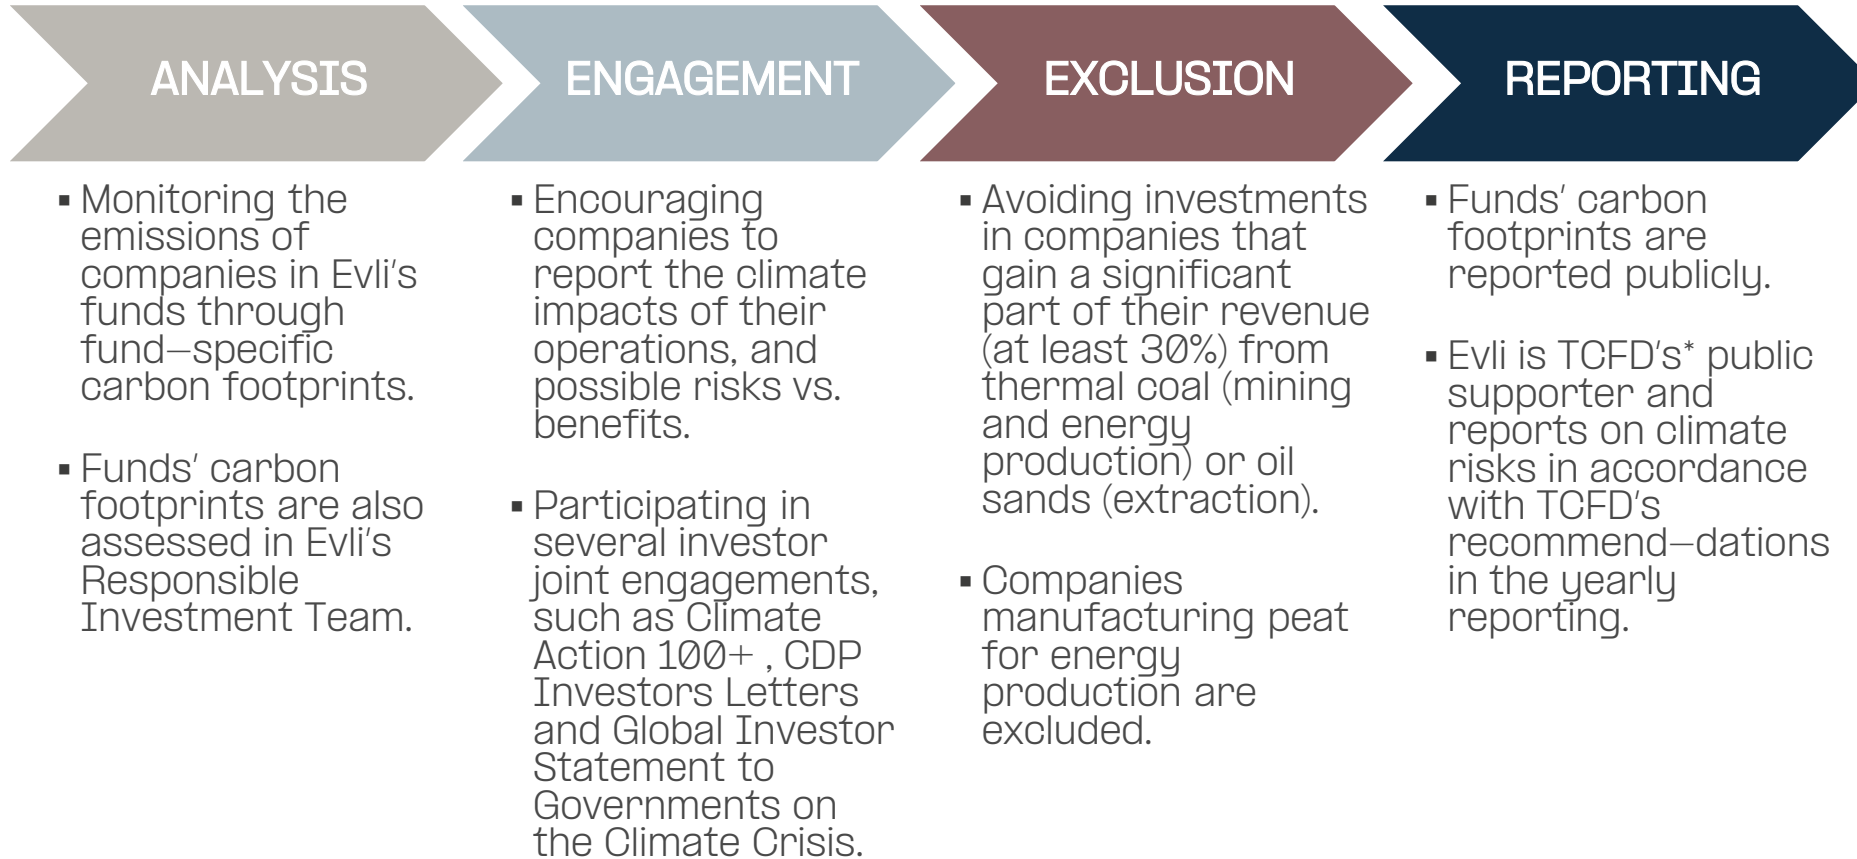 ANALYSIS
▪ Monitoring the
emissions of
companies in Evli's
funds through
fund–specific
carbon footprints.
▪ Funds' carbon
footprints are also
assessed in Evli's
Responsible
Investment Team.
ENGAGEMENT
▪ Encouraging
companies to
report the climate
impacts of their
operations, and
possible risks vs.
benefits.
▪ Participating in
several investor
joint engagements,
such as Climate
Action 100+ , CDP
Investors Letters
and Global Investor
Statement to
Governments on
the Climate Crisis.
EXCLUSION
▪ Avoiding investments
in companies that
gain a significant
part of their revenue
(at least 30%) from
thermal coal (mining
and energy
production) or oil
sands (extraction).
▪ Companies
manufacturing peat
for energy
production are
excluded.
REPORTING
▪ Funds' carbon
footprints are
reported publicly.
▪ Evli is TCFD's* public
supporter and
reports on climate
risks in accordance
with TCFD's
recommend–dations
in the yearly
reporting.